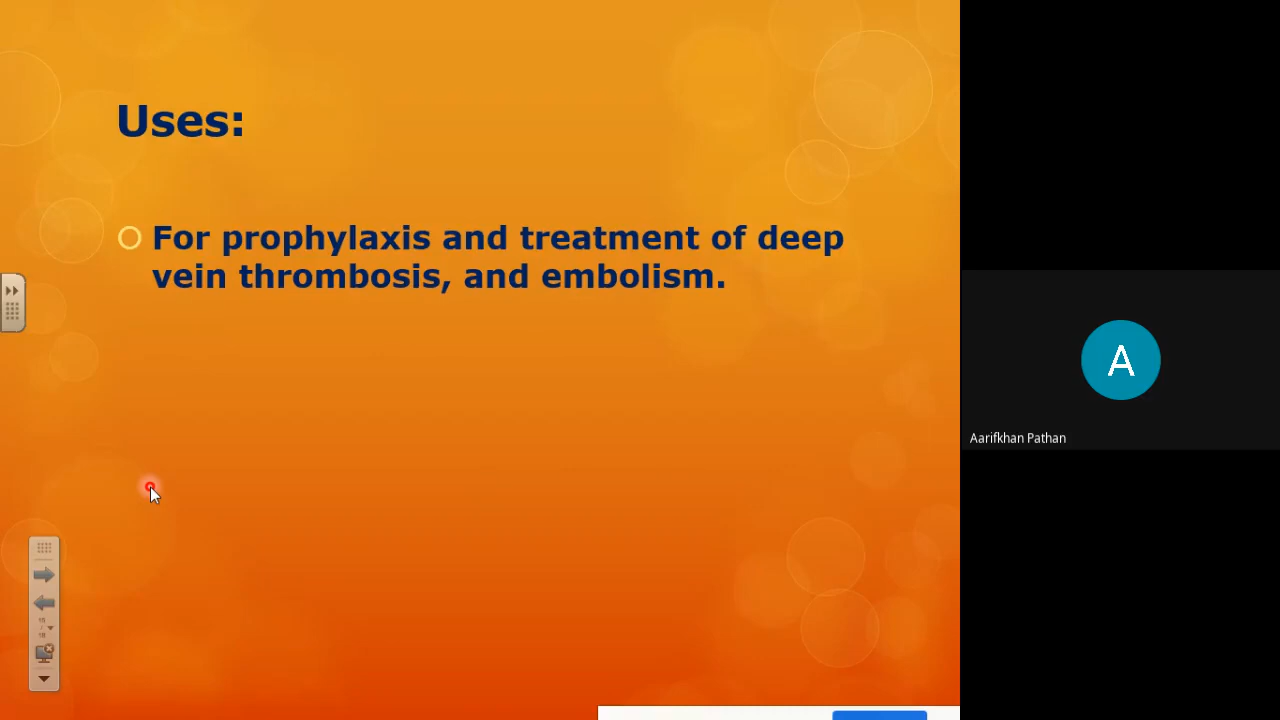 Uses:
For prophylaxis and treatment of deep
vein thrombosis, and embolism.
A
Aarifkhan Pathan